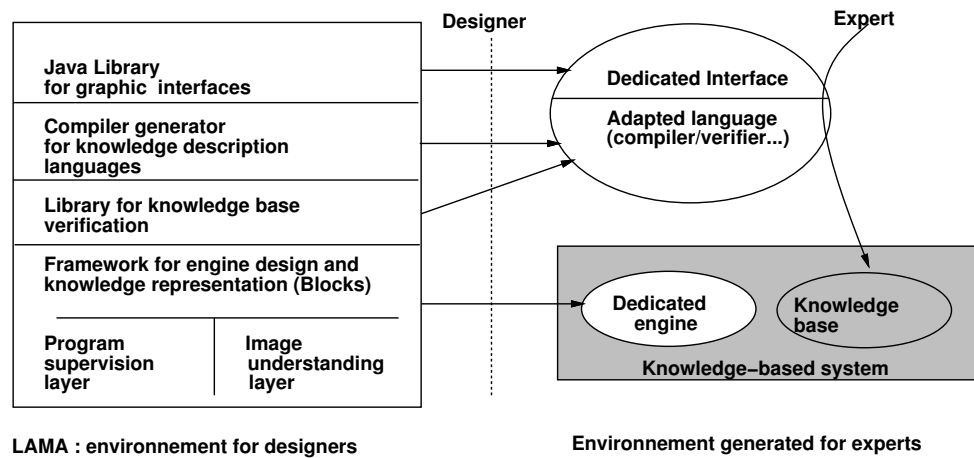 Designer
Expert
Java Library
for graphic interfaces
Compiler generator
for knowledge description
languages
Library for knowledge base
verification
Framework for engine design and
knowledge representation (Blocks)
Program
supervision
layer
Image
understanding
layer
Dedicated Interface
Adapted language
(compiler/verifier...)
Dedicated
engine
Knowledge
base
Knowledge-based system
LAMA : environnement for designers
Environnement generated for experts